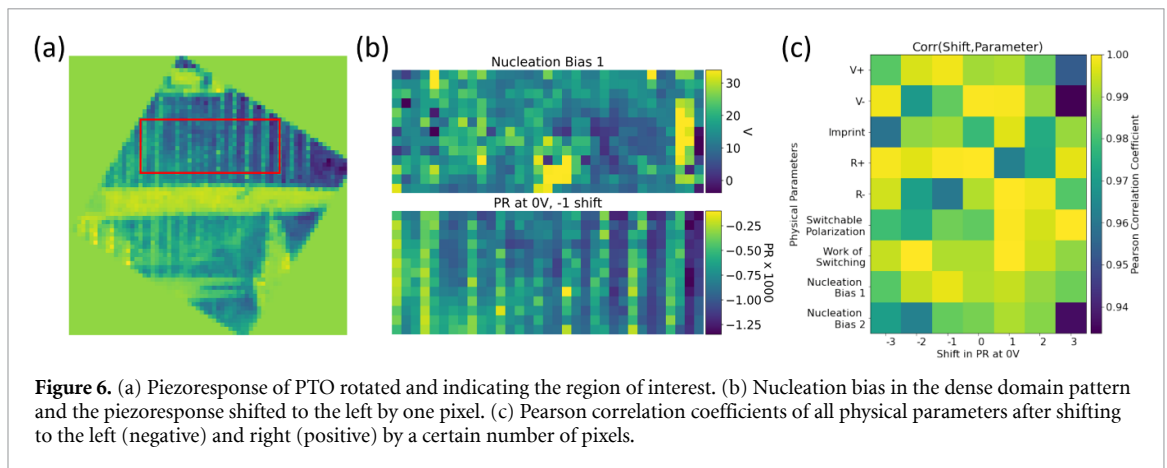 (a)
(b)
(c)
Nucleation Bias 1
30
20
10
0
V
PR at 0V, -1 shift
−0.25
−0.50
−0.75
−1.00
−1.25
PR x 1000
Corr(Shift,Parameter)
Physical Parameters
V+
V-
Imprint
R+
R-
Switchable
Polarization
Work of
Switching
Nucleation
Bias 1
Nucleation
Bias 2
-3 -2 -1 0 1 2 3
Shift in PR at 0V
1.00
0.99
0.98
0.97
0.96
0.95
0.94
Pearson Correlation Coefficient
Figure 6. (a) Piezoresponse of PTO rotated and indicating the region of interest. (b) Nucleation bias in the dense domain pattern
and the piezoresponse shifted to the left by one pixel. (c) Pearson correlation coefficients of all physical parameters after shifting
to the left (negative) and right (positive) by a certain number of pixels.